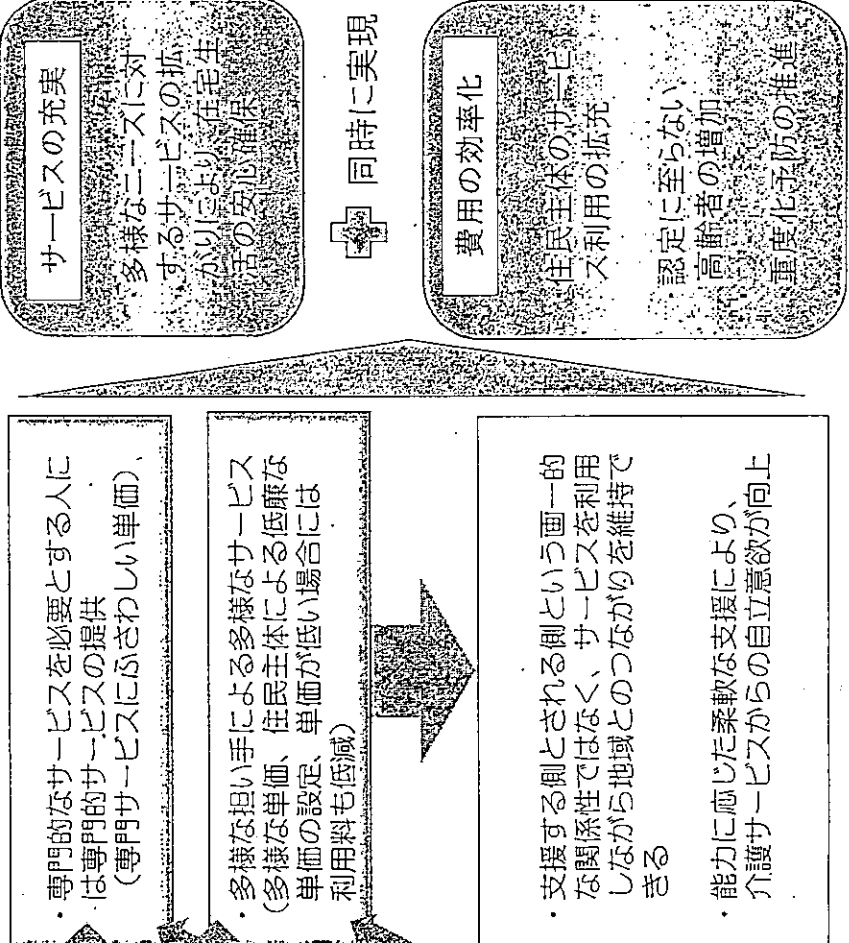 ・専門的なサービスを必要とする人に
は専門的サービスの提供
（専門サービスにふさわしい単価）、
・多様な担い手による多様なサービス
（多様な単価、住民主体による低廉な
単価の設定、単価が低い場合には
利用料も低減）
・支援する側とされる側という画一的
な関係性ではなく、サービスを利用
しながら地域とのつながりを維持で
きる
・能力に応じた柔軟な支援により、
介護サービスからの自立意欲が向上
サービスの充実
・多様なニーズに対
するサービスの拡
がりにより、在宅生
活の安心確保
同時に実現
費用の効率化
・住民主体のサービ
ス利用の拡充
・認定に至らない
高齢者の増加
・重度化予防の推進